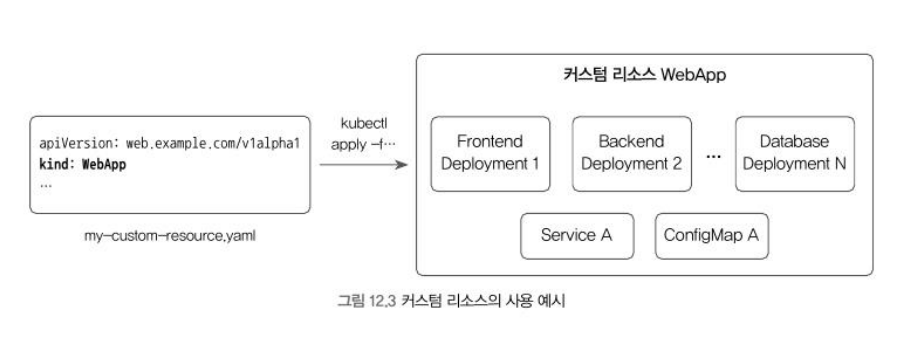 커스텀 리소스 WebApp
apiVersion: web.example.com/v1alpha1
kind: WebApp
...
my-custom-resource.yaml
kubectl
apply -f...
Frontend
Deployment 1
Backend
Deployment 2
...
Database
Deployment N
Service A
ConfigMap A
그림 12.3 커스텀 리소스의 사용 예시